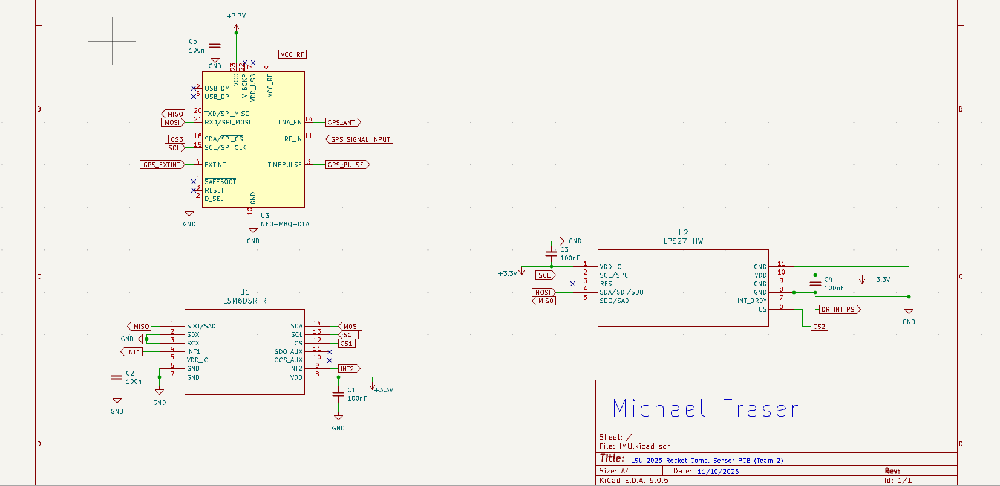 +3.3V
C5
100nF
GND
VCC_RF
23
22
7
9
VCC
V_BCKP
VDD_USB
VCC_RF
B
B
5 USB_DM
6 USB_DP
MISO 20 TXD/SPI_MISO
MOSI 21 RXD/SPI_MOSI
LNA_EN 14 GPS_ANT
CS3 18 SDA/SPI_CS
RF_IN 11 GPS_SIGNAL_INPUT
SCL 19 SCL/SPI_CLK
GPS_EXTINT 4 EXTINT
TIMEPULSE 3 GPS_PULSE
1 SAFEBOOT
8 RESET
2 D_SEL
GND
10
GND
U3
NEO-MBQ-01A
GND
U2
LPS27HHW
GND
C3
100nF
+3.3V
1 VDD_IO
SCL 2 SCL/SPC
3 RES
MOSI 4 SDA/SDI/SDO
MISO 5 SDO/SA0
GND 11
VDD 10
GND 9
GND 8
INT_DRDY 7
CS 6
C4
100nF
+3.3V
DR_INT_PS
CS2
GND
C
C
U1
LSM6DSRTR
MISO 1 SDO/SA0
GND 2 SDX
3 SCX
INT1 4 INT1
5 VDD_IO
6 GND
7 GND
SDA 14 MOSI
SCL 13 SCL
CS 12 CS1
SDO_AUX 11
OCS_AUX 10
INT2 9 INT2
VDD 8
C2
100n
GND
GND
C1
100nF
+3.3V
GND
Michael Fraser
Sheet: /
File: IMU.kicad_sch
D
D
Title: LSU 2025 Rocket Comp. Sensor PCB (Team 2)
Size: A4 Date: 11/10/2025 Rev:
KiCad E.D.A. 9.0.5 Id: 1/1